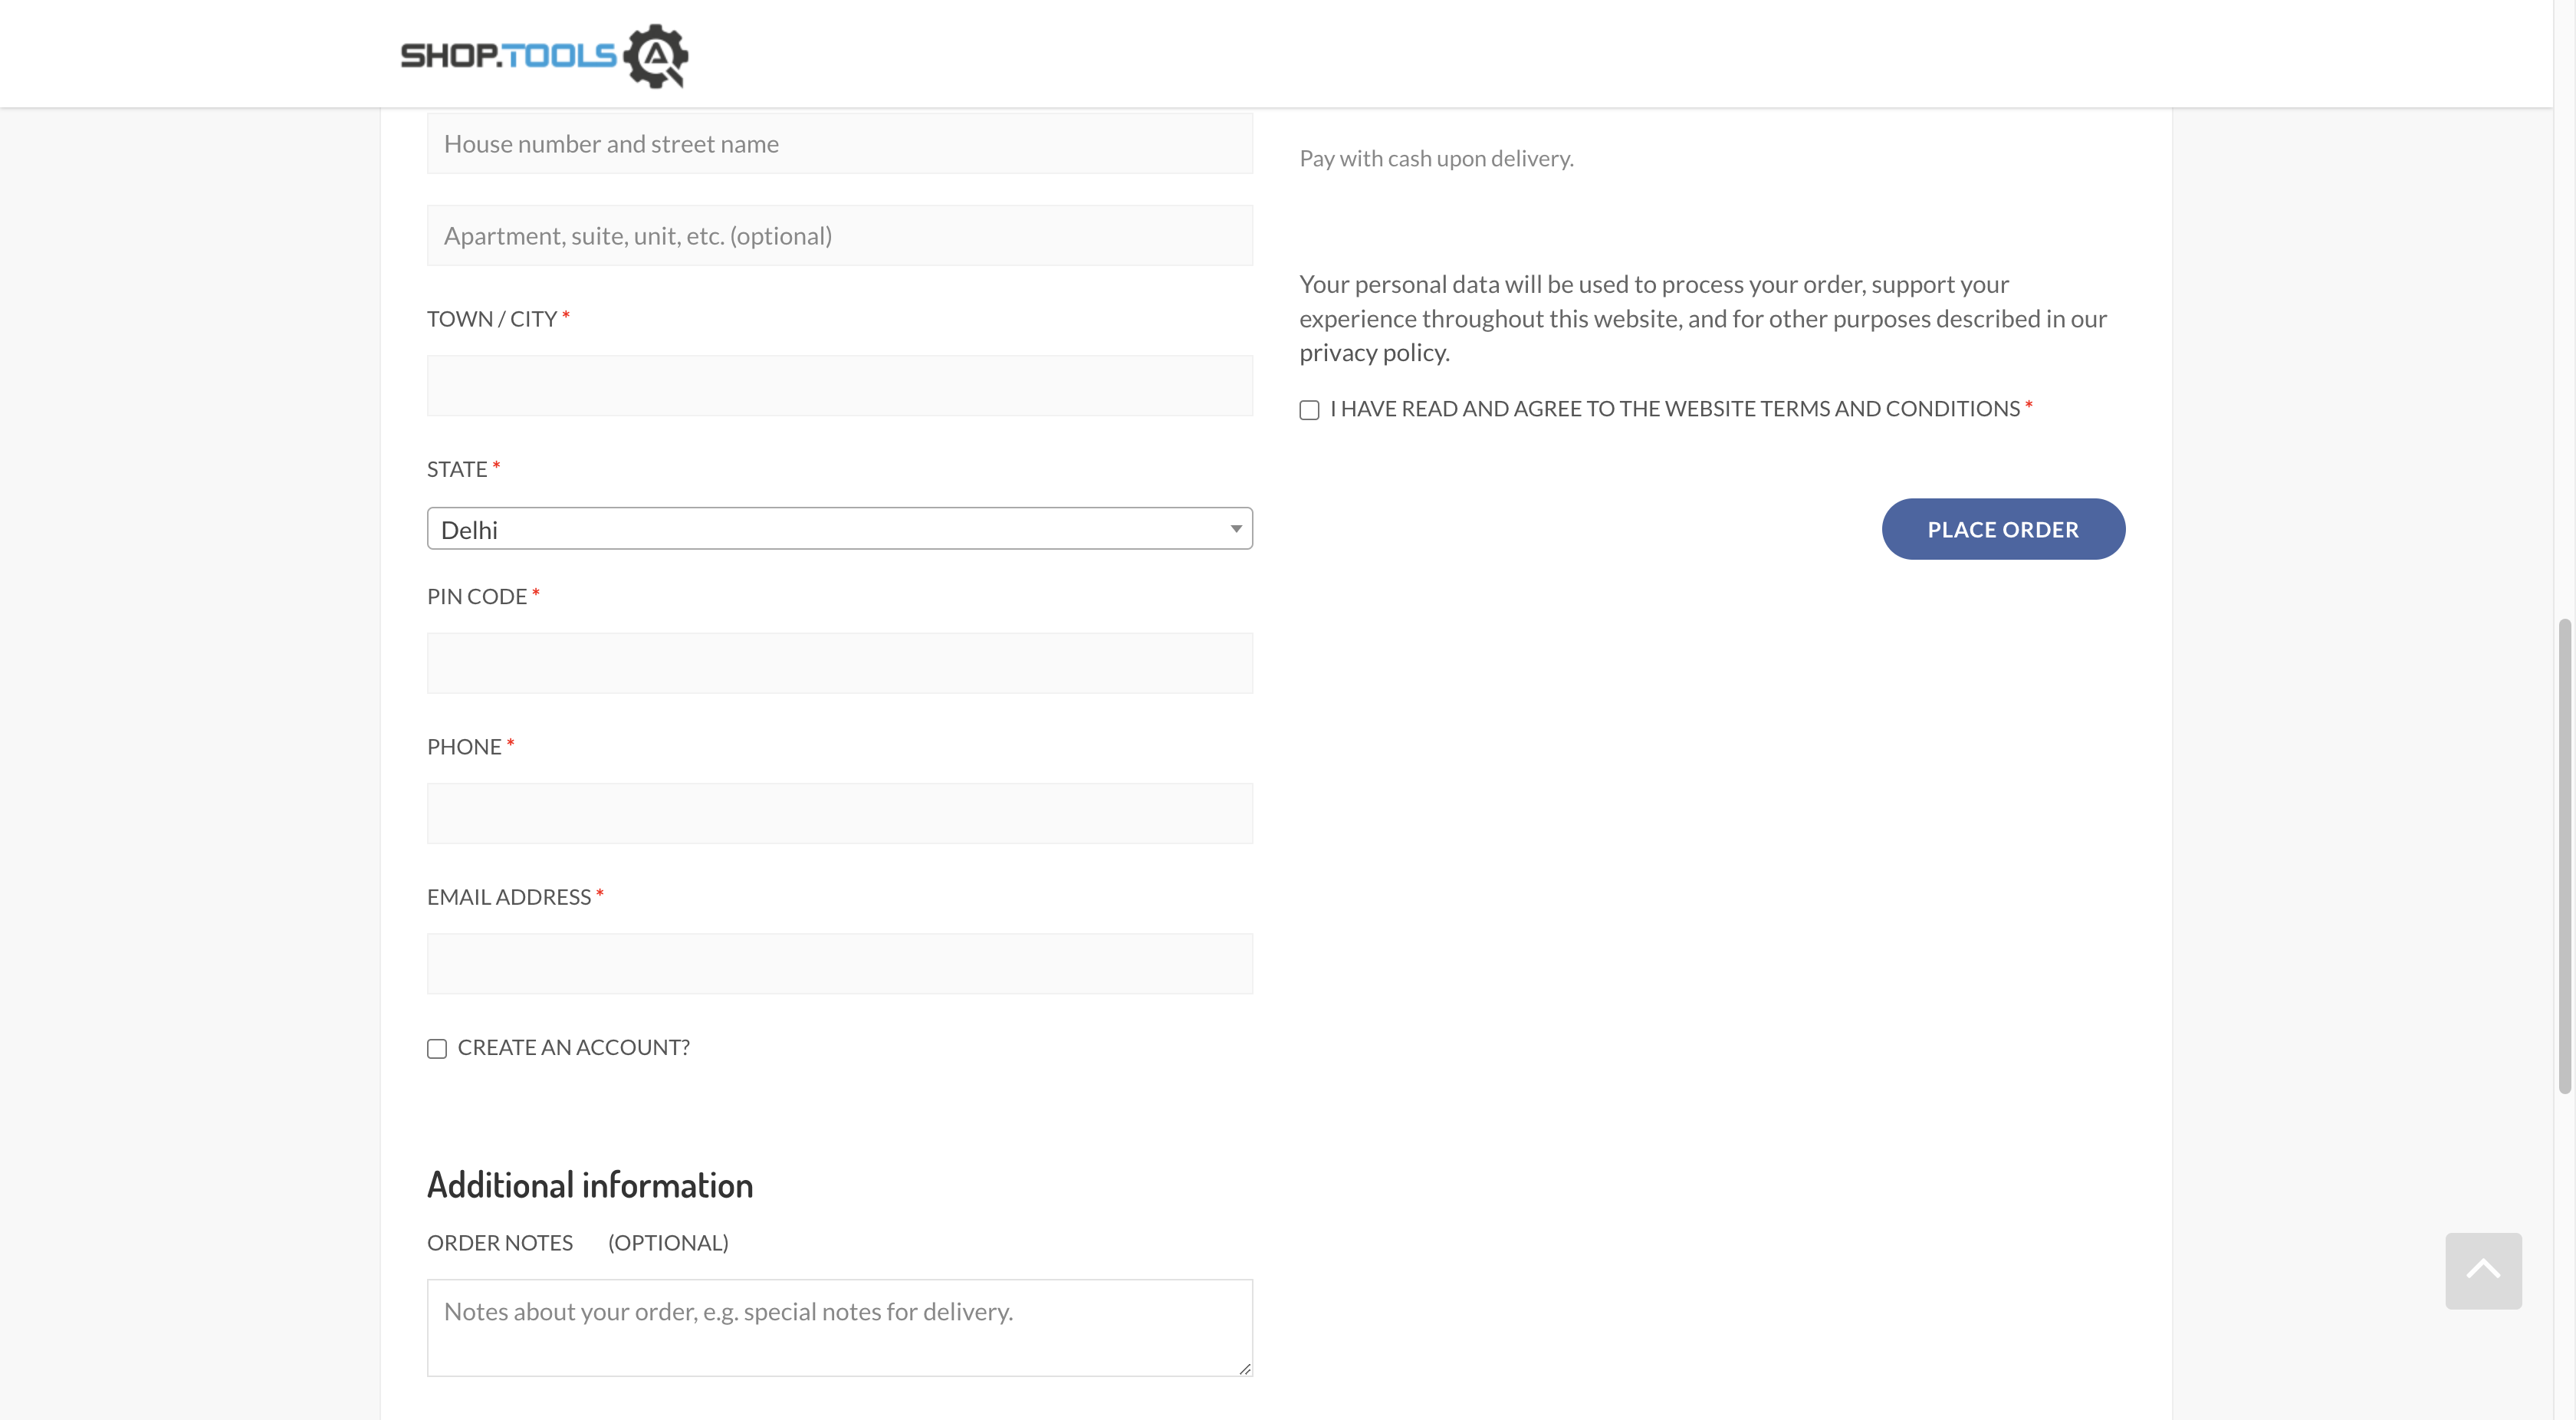 SHOP.TOOLS
House number and street name
Apartment, suite, unit, etc. (optional)
TOWN / CITY *
STATE *
Delhi
PIN CODE *
PHONE *
EMAIL ADDRESS *
CREATE AN ACCOUNT?
Additional information
ORDER NOTES (OPTIONAL)
Notes about your order, e.g. special notes for delivery.
Pay with cash upon delivery.
Your personal data will be used to process your order, support your
experience throughout this website, and for other purposes described in our
privacy policy.
I HAVE READ AND AGREE TO THE WEBSITE TERMS AND CONDITIONS *
PLACE ORDER